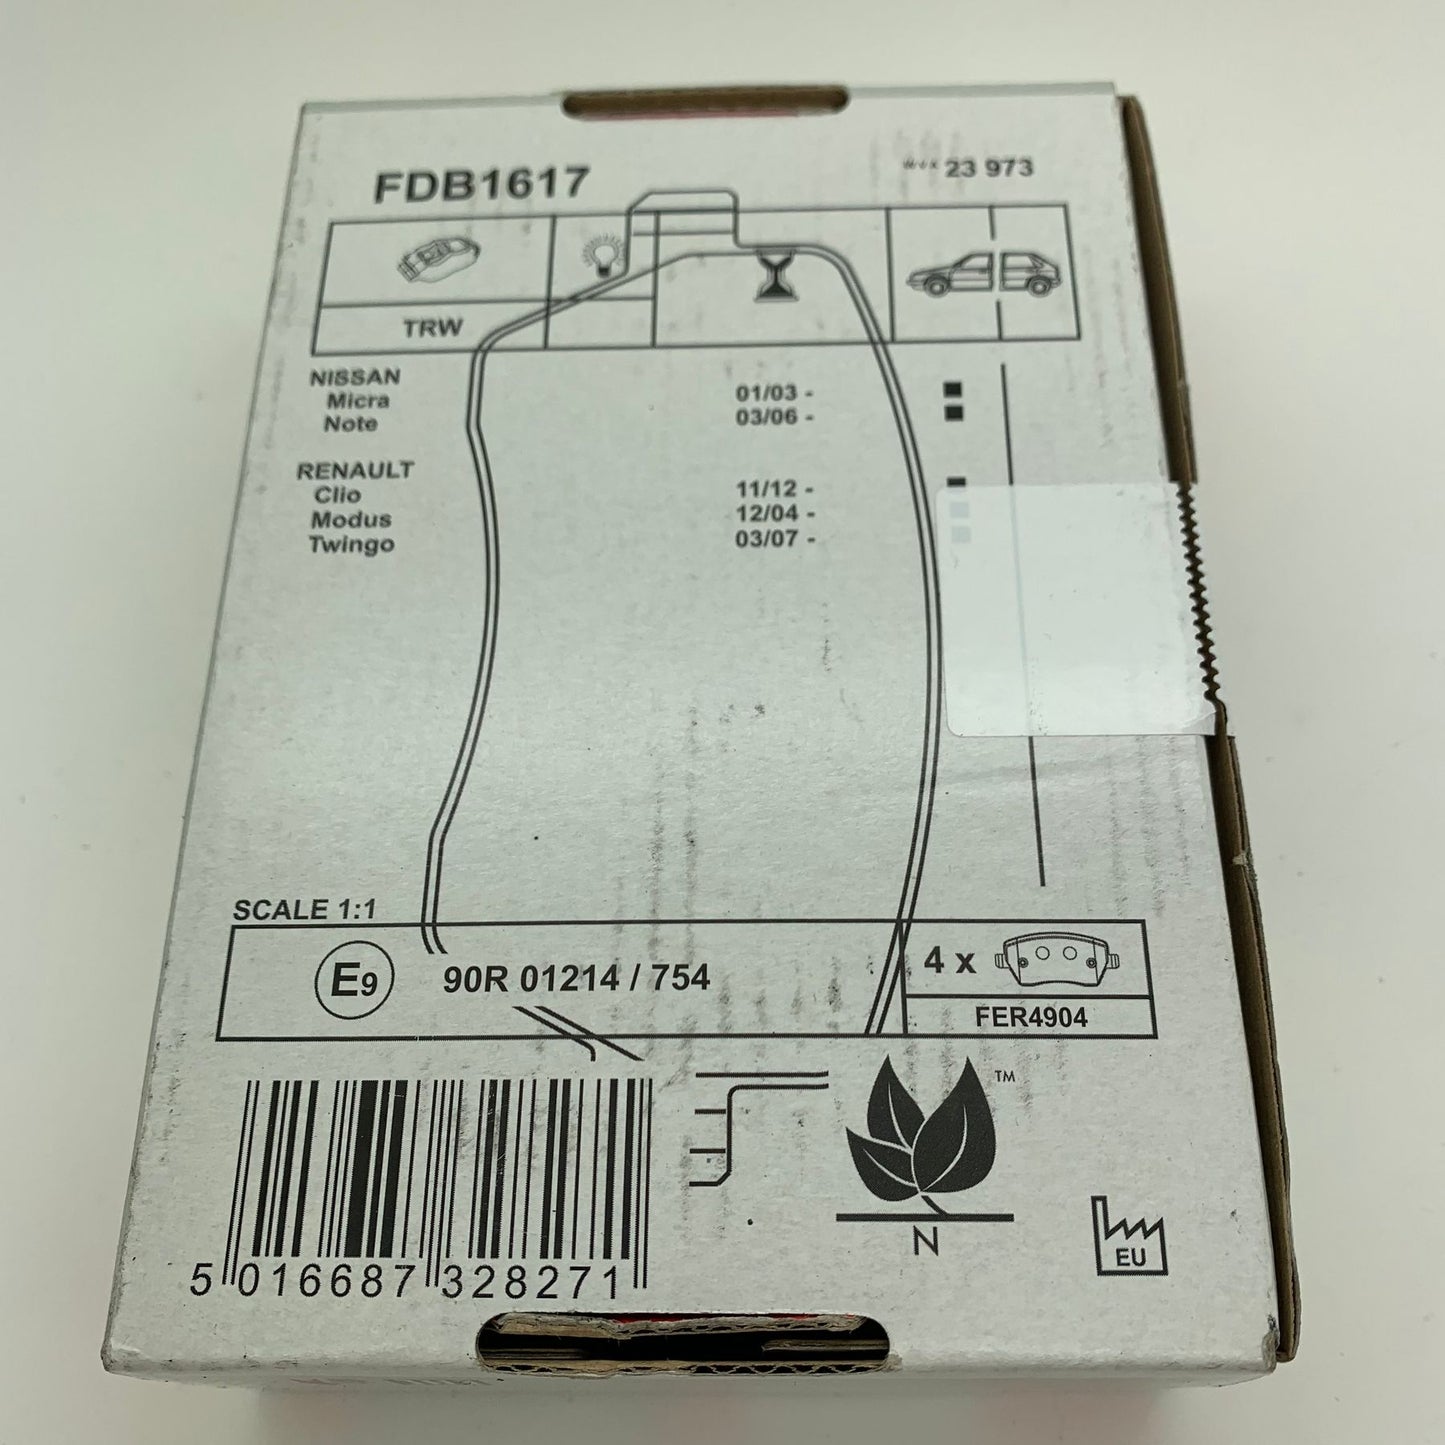 FDB1617
WVA 23 973
TRW
NISSAN
Micra 01/03 -
Note 03/06 -
RENAULT
Clio 11/12 -
Modus 12/04 -
Twingo 03/07 -
SCALE 1:1
E9 90R 01214 / 754
4 x
FER4904
TM
N
EU
5 016687 328271